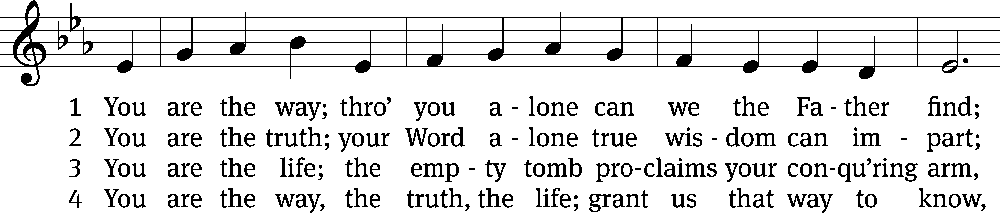 1 You are the way; thro’ you a - lone can we the Fa - ther find;
2 You are the truth; your Word a - lone true wis - dom can im - part;
3 You are the life; the emp - ty tomb pro-claims your con-qu’ring arm,
4 You are the way, the truth, the life; grant us that way to know,